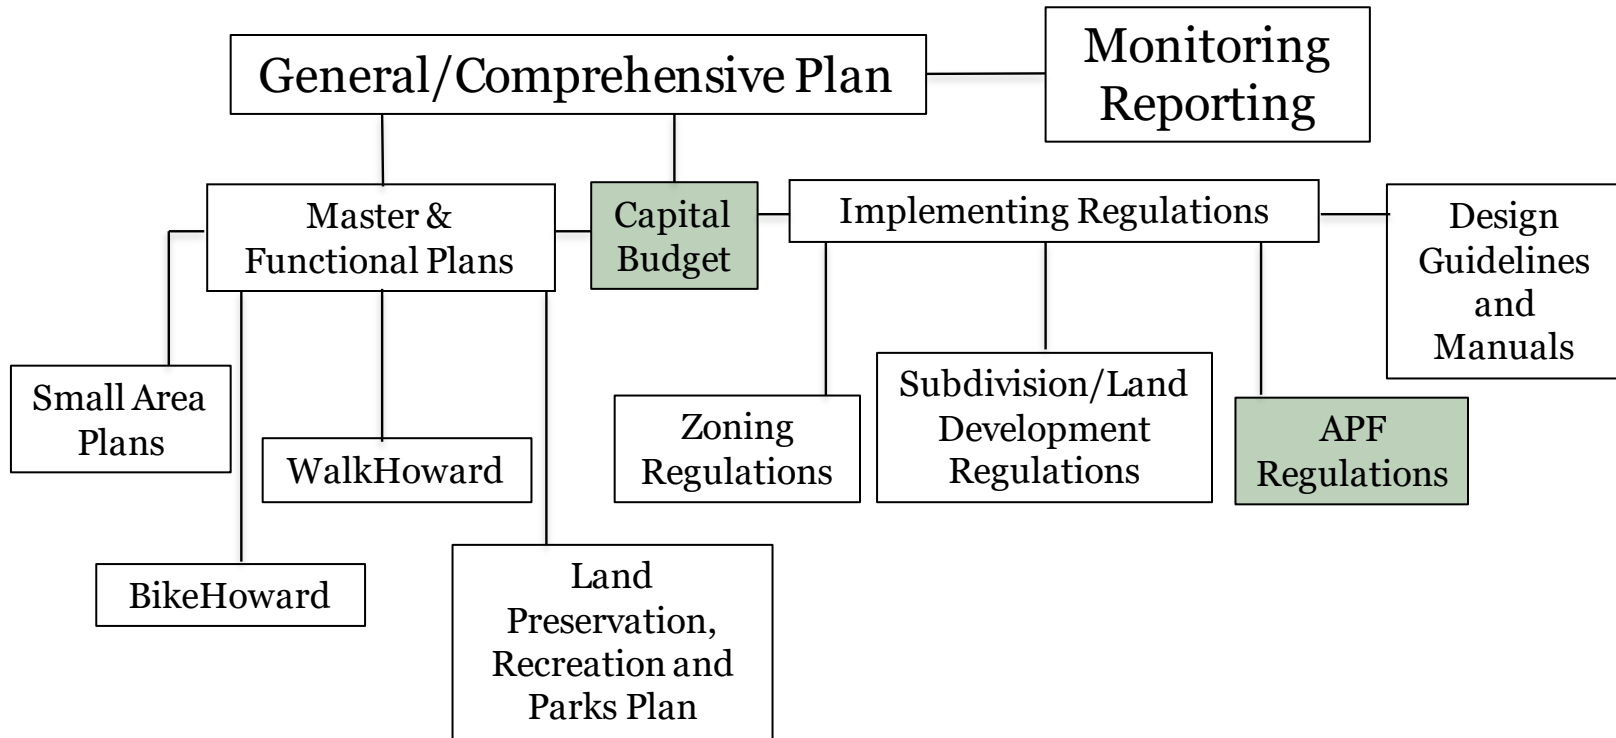 General/Comprehensive Plan
Monitoring
Reporting
Master &
Functional Plans
Capital
Budget
Implementing Regulations
Design
Guidelines
and
Manuals
Small Area
Plans
WalkHoward
BikeHoward
Land
Preservation,
Recreation and
Parks Plan
Zoning
Regulations
Subdivision/Land
Development
Regulations
APF
Regulations